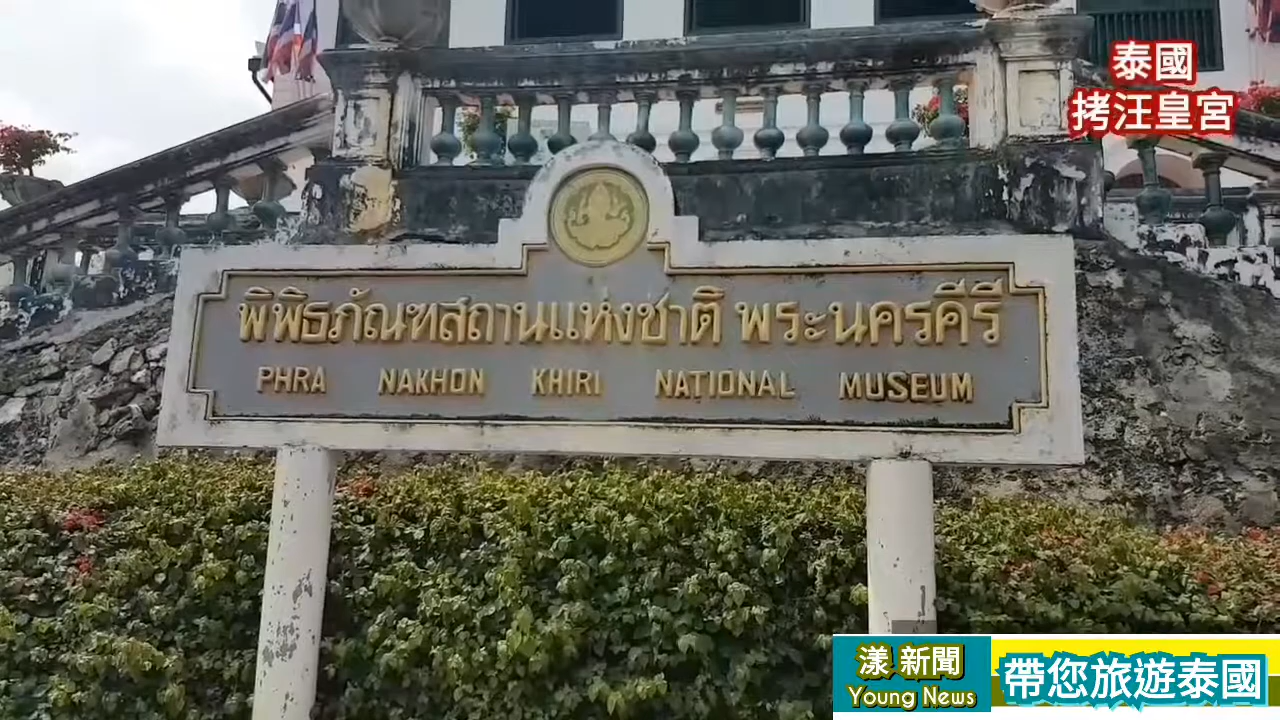 泰國
拷汪皇宮
พิพิธภัณฑสถานแห่งชาติ พระนครคีรี
PHRA NAKHON KHIRI NATIONAL MUSEUM
漾 新聞
Young News
帶您旅遊泰國